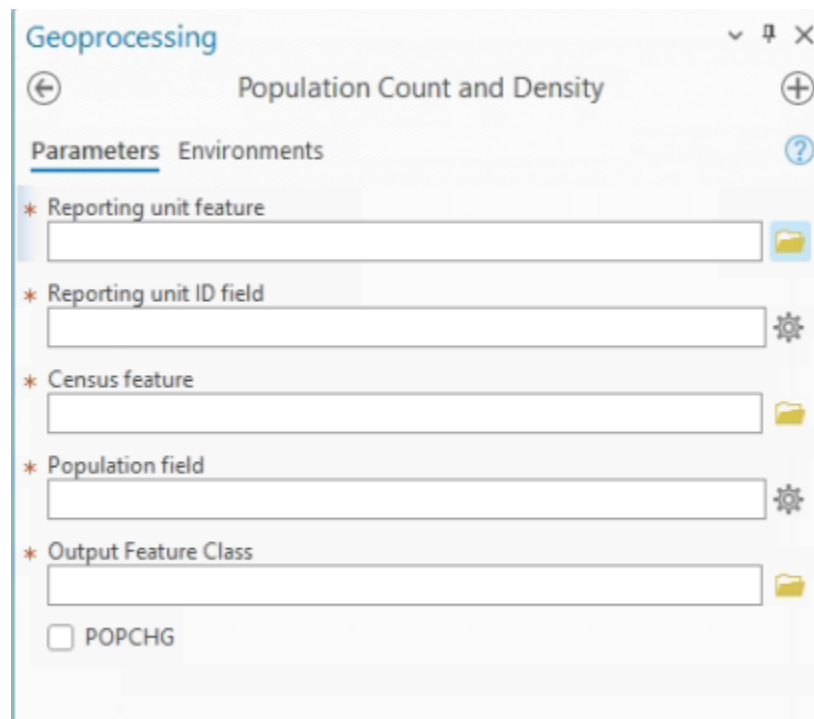 Geoprocessing
Population Count and Density
Parameters Environments
* Reporting unit feature
* Reporting unit ID field
* Census feature
* Population field
* Output Feature Class
POPCHG